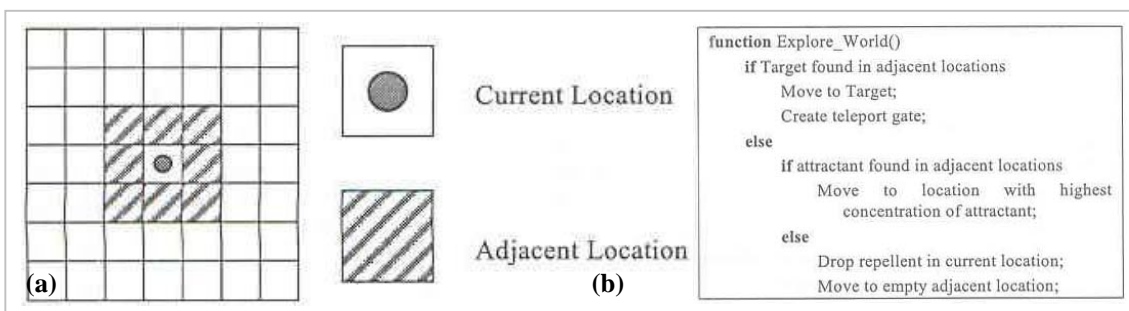 Current Location
Adjacent Location
(a)
(b)
function Explore_World()
if Target found in adjacent locations
Move to Target;
Create teleport gate;
else
if attractant found in adjacent locations
Move to location with highest
concentration of attractant;
else
Drop repellent in current location;
Move to empty adjacent location;